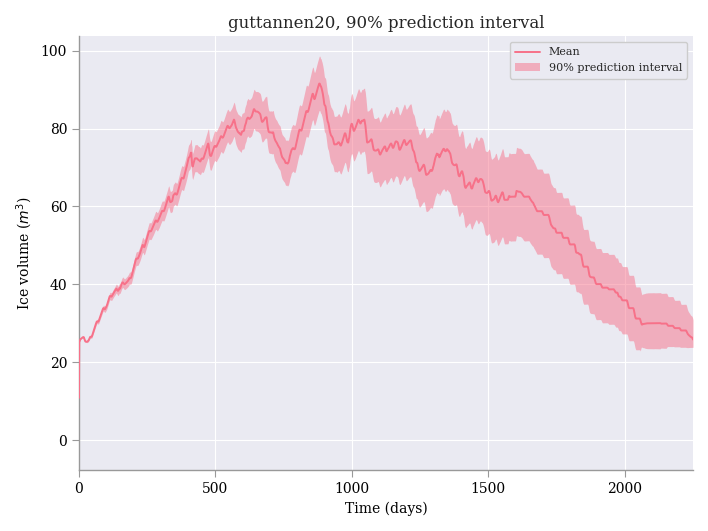 guttannen20, 90% prediction interval
Mean
90% prediction interval
Ice volume (m³)
100
80
60
40
20
0
0 500 1000 1500 2000
Time (days)